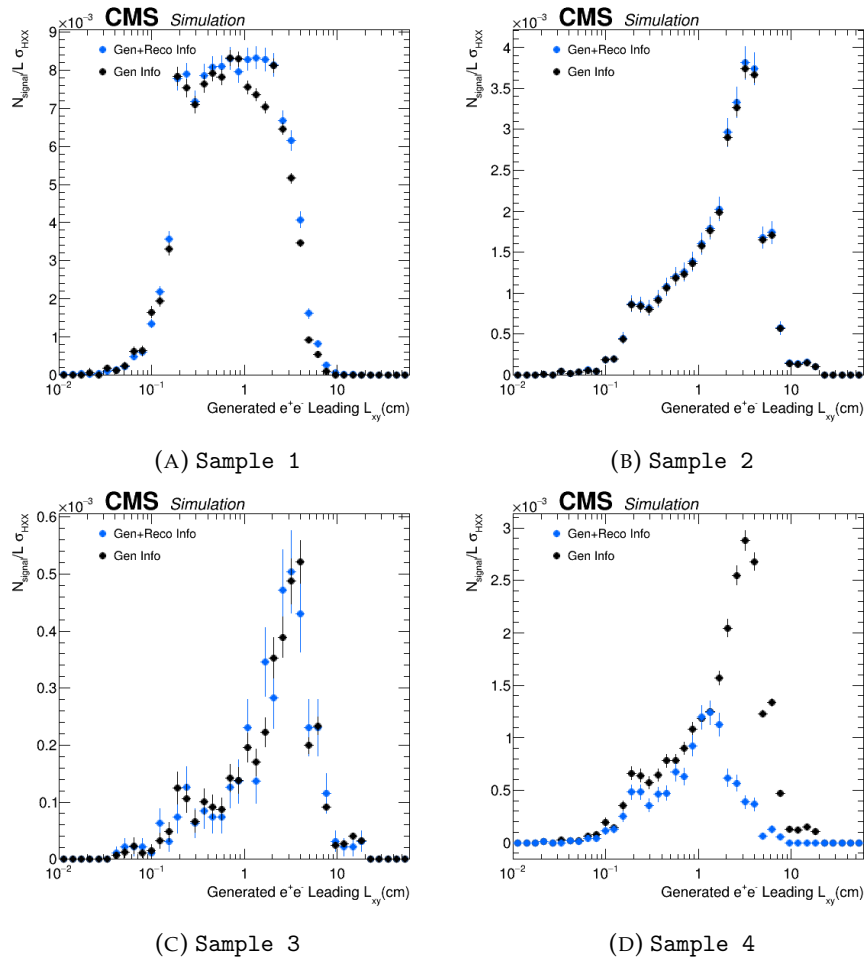 CMS Simulation
×10⁻³
N_signal/L σ_HXX
Gen+Reco Info
Gen Info
9
8
7
6
5
4
3
2
1
0
10⁻² 10⁻¹ 1 10
Generated e⁺e⁻ Leading L_xy(cm)
(A) Sample 1
CMS Simulation
×10⁻³
N_signal/L σ_HXX
Gen+Reco Info
Gen Info
4
3.5
3
2.5
2
1.5
1
0.5
0
10⁻² 10⁻¹ 1 10
Generated e⁺e⁻ Leading L_xy(cm)
(B) Sample 2
CMS Simulation
×10⁻³
N_signal/L σ_HXX
Gen+Reco Info
Gen Info
0.6
0.5
0.4
0.3
0.2
0.1
0
10⁻² 10⁻¹ 1 10
Generated e⁺e⁻ Leading L_xy(cm)
(C) Sample 3
CMS Simulation
×10⁻³
N_signal/L σ_HXX
Gen+Reco Info
Gen Info
3
2.5
2
1.5
1
0.5
0
10⁻² 10⁻¹ 1 10
Generated e⁺e⁻ Leading L_xy(cm)
(D) Sample 4